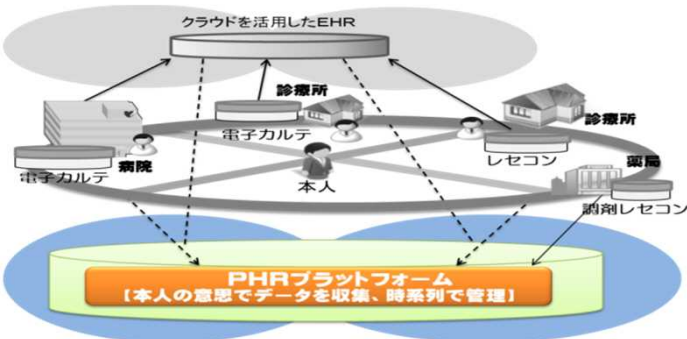 クラウドを活用したEHR
診療所
診療所
電子カルテ
レセコン
薬局
電子カルテ
病院
本人
調剤レセコン
PHRプラットフォーム
【本人の意思でデータを収集、時系列で管理】